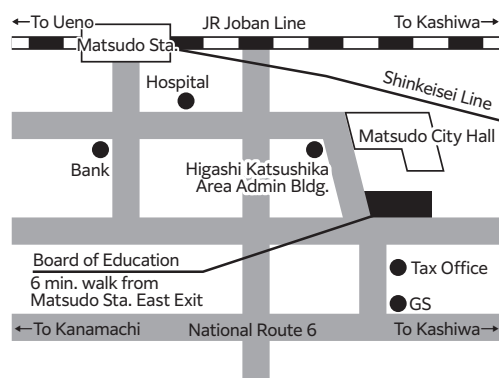 ←To Ueno
JR Joban Line
To Kashiwa→
Matsudo Sta.
Hospital
Shinkeisei Line
Matsudo City Hall
Bank
Higashi Katsushika
Area Admin Bldg.
Board of Education
6 min. walk from
Matsudo Sta. East Exit
Tax Office
GS
←To Kanamachi
National Route 6
To Kashiwa→